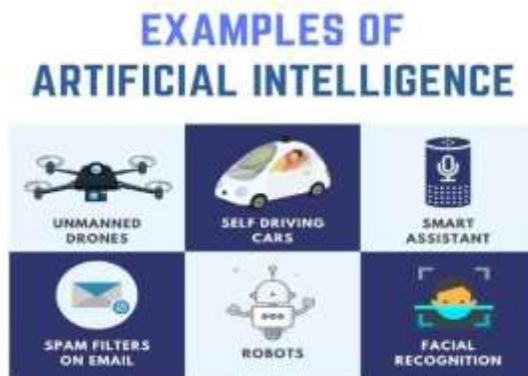 EXAMPLES OF
ARTIFICIAL INTELLIGENCE
UNMANNED
DRONES
SELF DRIVING
CARS
SMART
ASSISTANT
SPAM FILTERS
ON EMAIL
ROBOTS
FACIAL
RECOGNITION